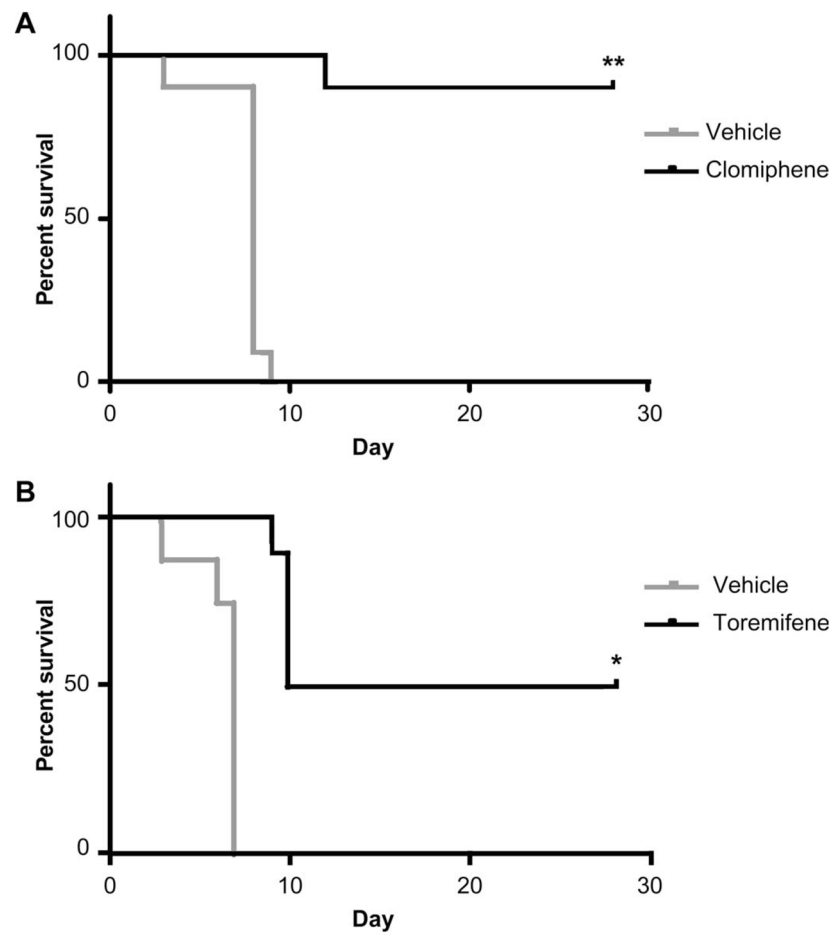 A
100
50
0
Percent survival
**
Vehicle
Clomiphene
0 10 20 30
Day
B
100
50
0
Percent survival
*
Vehicle
Toremifene
0 10 20 30
Day